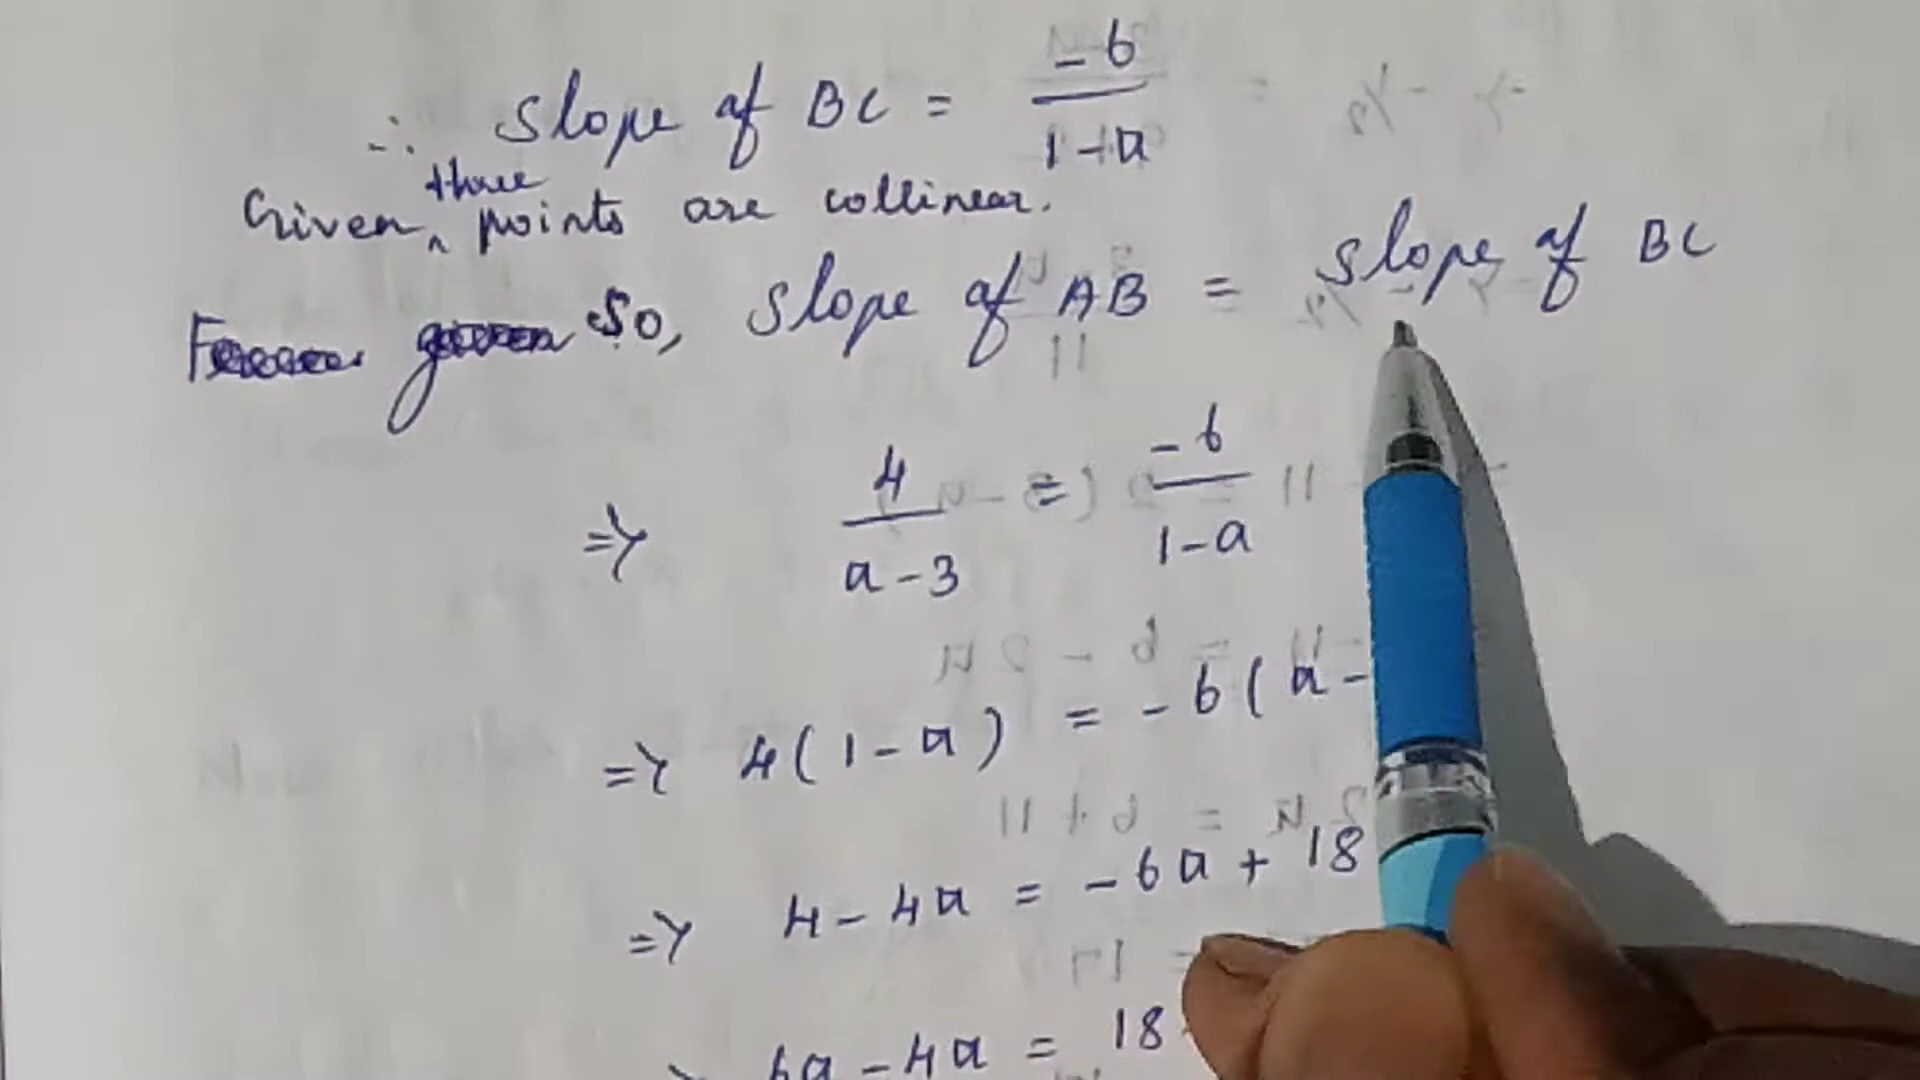 ∴ Slope of BC = -6/(1-a)
Given three points are collinear.
So, Slope of AB = Slope of BC
=> 4/(a-3) = -6/(1-a)
=> 4(1-a) = -6(a-
=> 4-4a = -6a+18
6a-4a = 18